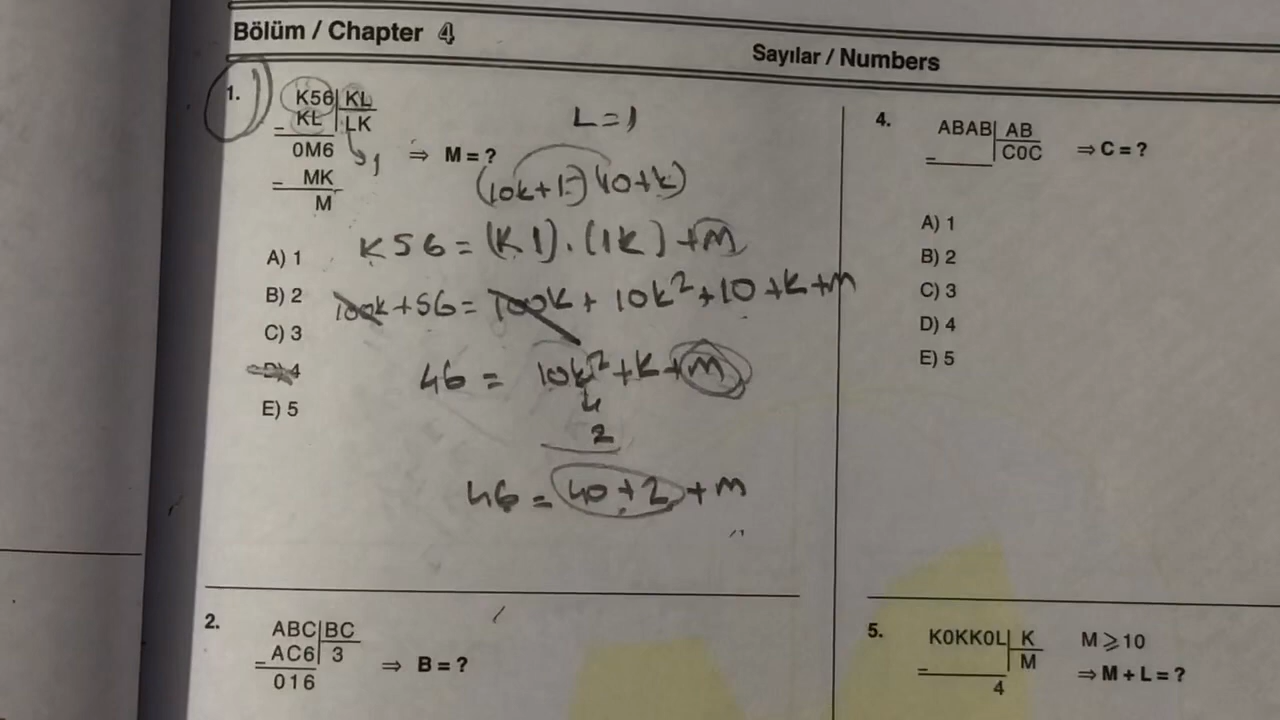 Bölüm / Chapter 4
Sayılar / Numbers
1.
K56 KL
- KL LK
0M6 1
- MK
M
⇒ M = ?
L=1
(10k+1)(10+k)
K56 = (K1).(1K)+m
100k+56 = 100k + 10k²+10+k+m
46 = 10k²+k+m
4
2
46 = 40+2+m
A) 1
B) 2
C) 3
D) 4
E) 5
2.
ABC BC
- AC6 3
016
⇒ B = ?
4.
ABAB AB
- C0C
⇒ C = ?
A) 1
B) 2
C) 3
D) 4
E) 5
5.
K0KK0L K
- M
4
M ⩾ 10
⇒ M + L = ?